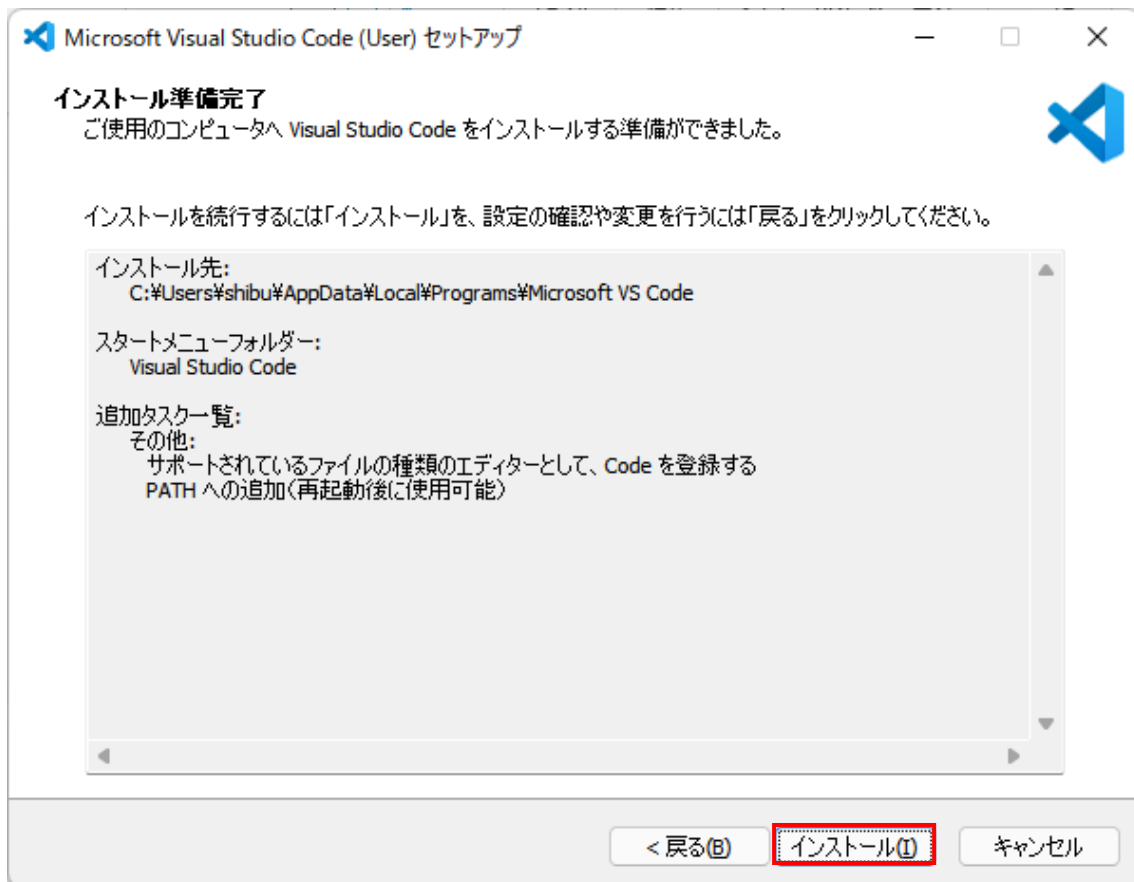 Microsoft Visual Studio Code (User) セットアップ
インストール準備完了
ご使用のコンピュータへ Visual Studio Code をインストールする準備ができました。
インストールを続行するには「インストール」を、設定の確認や変更を行うには「戻る」をクリックしてください。
インストール先:
C:¥Users¥shibu¥AppData¥Local¥Programs¥Microsoft VS Code
スタートメニューフォルダー:
Visual Studio Code
追加タスク一覧:
その他:
サポートされているファイルの種類のエディターとして、Code を登録する
PATH への追加(再起動後に使用可能)
< 戻る(B) インストール(I) キャンセル